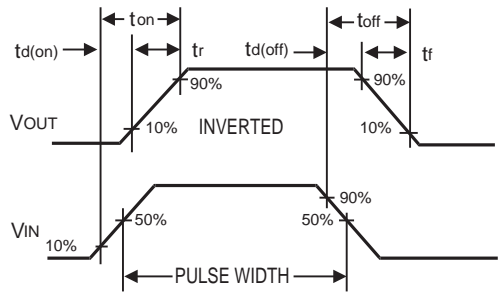 ton
toff
td(on)
tr
td(off)
tf
90%
90%
VOUT
10%
INVERTED
10%
90%
VIN
50%
50%
10%
PULSE WIDTH